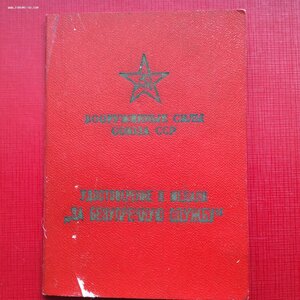 ВООРУЖЕННЫЕ СИЛЫ
СОЮЗА ССР
УДОСТОВЕРЕНИЕ К МЕДАЛИ
„ЗА БЕЗУПРЕЧНУЮ СЛУЖБУ"